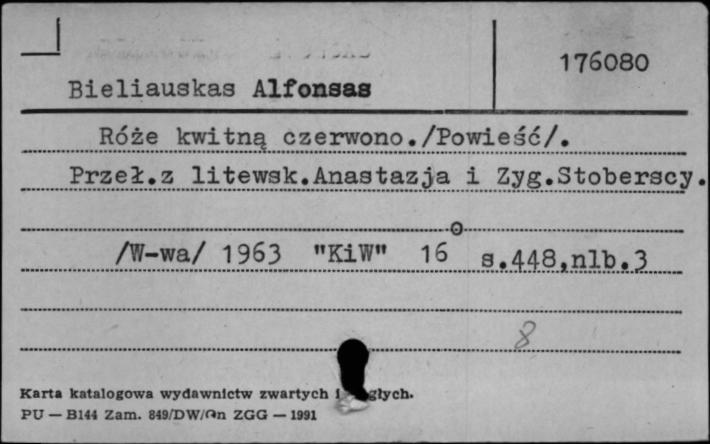 176080
Bieliauskas Alfonsas
Róże kwitną czerwono./Powieść/.
Przeł.z litewsk.Anastazja i Zyg.Stoberscy.
/W-wa/ 1963 "KiW" 16° s.448,nlb.3
8
Karta katalogowa wydawnictw zwartych i
PU — B144 Zam. 849/DW/ ZGG — 1991